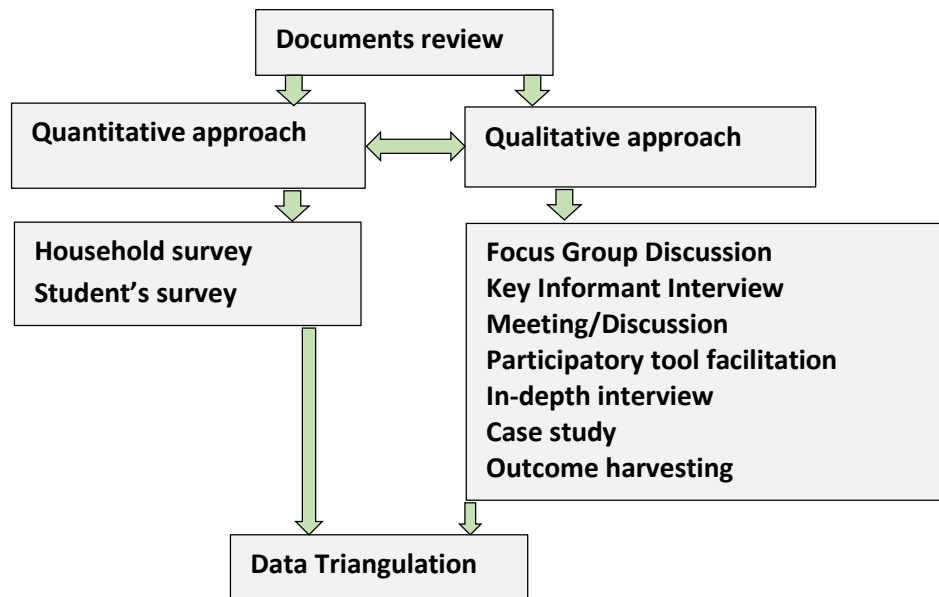 Documents review
Quantitative approach
Qualitative approach
Household survey
Student’s survey
Focus Group Discussion
Key Informant Interview
Meeting/Discussion
Participatory tool facilitation
In-depth interview
Case study
Outcome harvesting
Data Triangulation